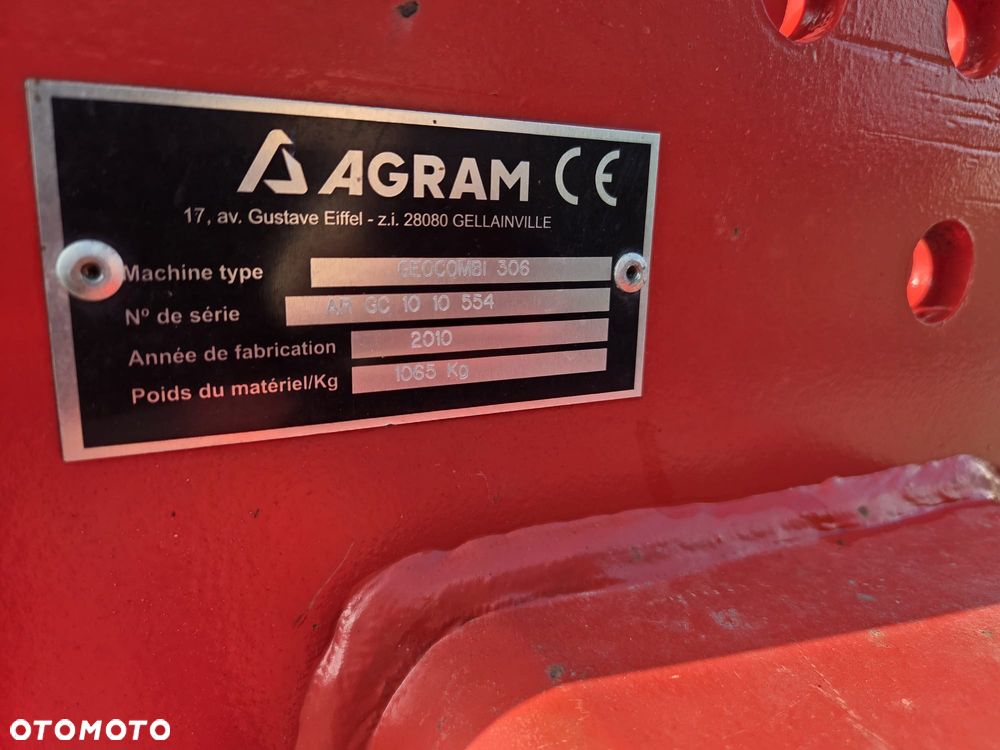 AGRAM CE
17, av. Gustave Eiffel - z.i. 28080 GELLAINVILLE
Machine type GEOCOMBI 306
Nº de série AR GC 10 10 554
Année de fabrication 2010
Poids du matériel/Kg 1065 Kg
OTOMOTO